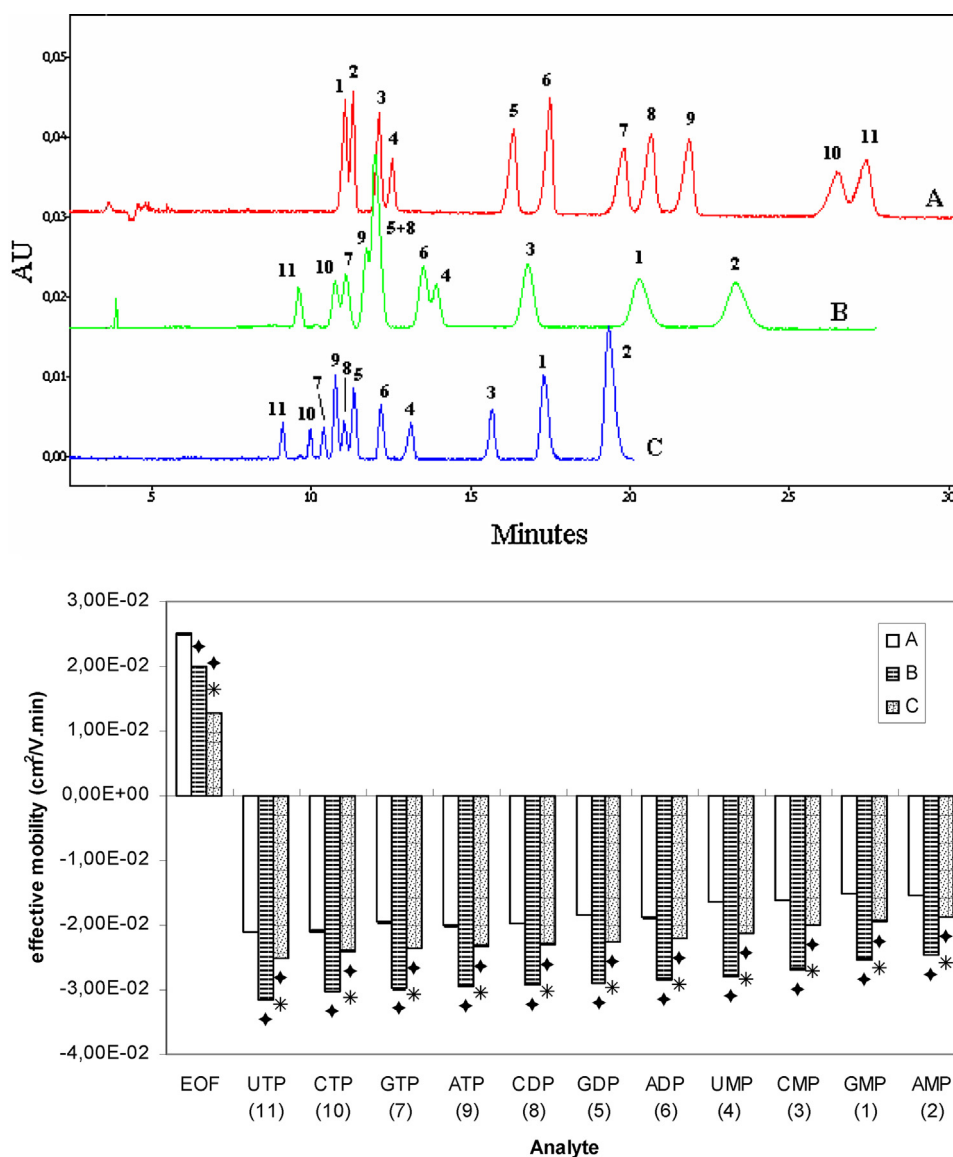 0,05
0,04
0,03
0,02
0,01
0,00
AU
1 2 3 4 5 6 7 8 9 10 11
A
11 10 7 9 5+8 6 4 3 1 2
B
11 10 7 9 8 5 6 4 3 1 2
C
5 10 15 20 25 30
Minutes
3,00E-02
2,00E-02
1,00E-02
0,00E+00
-1,00E-02
-2,00E-02
-3,00E-02
-4,00E-02
effective mobility (cm²/V.min)
A
B
C
EOF UTP CTP GTP ATP CDP GDP ADP UMP CMP GMP AMP
(11) (10) (7) (9) (8) (5) (6) (4) (3) (1) (2)
Analyte